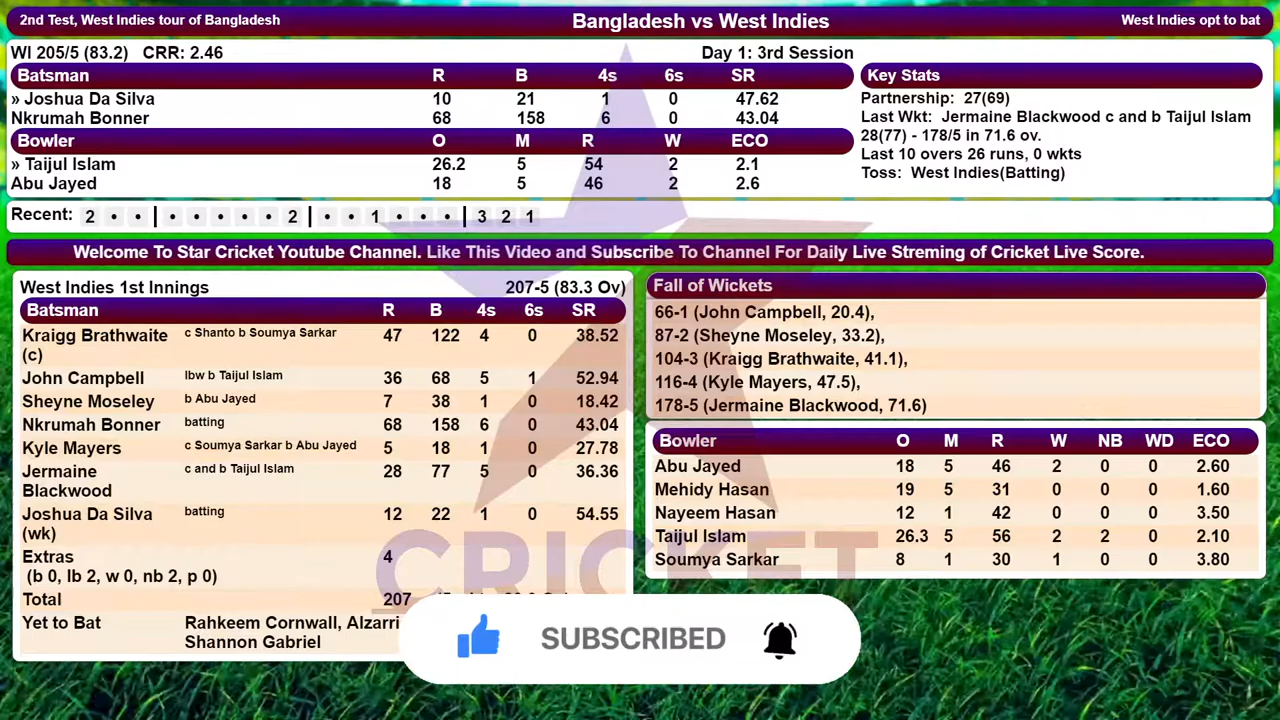 2nd Test, West Indies tour of Bangladesh Bangladesh vs West Indies West Indies opt to bat
WI 205/5 (83.2) CRR: 2.46 Day 1: 3rd Session
Batsman R B 4s 6s SR
» Joshua Da Silva 10 21 1 0 47.62
Nkrumah Bonner 68 158 6 0 43.04
Bowler O M R W ECO
» Taijul Islam 26.2 5 54 2 2.1
Abu Jayed 18 5 46 2 2.6
Key Stats
Partnership: 27(69)
Last Wkt: Jermaine Blackwood c and b Taijul Islam
28(77) - 178/5 in 71.6 ov.
Last 10 overs 26 runs, 0 wkts
Toss: West Indies(Batting)
Recent: 2 • • | • • • • • 2 | • • 1 • • • | 3 2 1
Welcome To Star Cricket Youtube Channel. Like This Video and Subscribe To Channel For Daily Live Streming of Cricket Live Score.
West Indies 1st Innings 207-5 (83.3 Ov)
Batsman R B 4s 6s SR
Kraigg Brathwaite c Shanto b Soumya Sarkar 47 122 4 0 38.52
(c)
John Campbell lbw b Taijul Islam 36 68 5 1 52.94
Sheyne Moseley b Abu Jayed 7 38 1 0 18.42
Nkrumah Bonner batting 68 158 6 0 43.04
Kyle Mayers c Soumya Sarkar b Abu Jayed 5 18 1 0 27.78
Jermaine c and b Taijul Islam 28 77 5 0 36.36
Blackwood
Joshua Da Silva batting 12 22 1 0 54.55
(wk)
Extras 4
(b 0, lb 2, w 0, nb 2, p 0)
Total 207
Yet to Bat Rahkeem Cornwall,
Shannon Gabriel
Fall of Wickets
66-1 (John Campbell, 20.4),
87-2 (Sheyne Moseley, 33.2),
104-3 (Kraigg Brathwaite, 41.1),
116-4 (Kyle Mayers, 47.5),
178-5 (Jermaine Blackwood, 71.6)
Bowler O M R W NB WD ECO
Abu Jayed 18 5 46 2 0 0 2.60
Mehidy Hasan 19 5 31 0 0 0 1.60
Nayeem Hasan 12 1 42 0 0 0 3.50
Taijul Islam 26.3 5 56 2 2 0 2.10
Soumya Sarkar 8 1 30 1 0 0 3.80
CRICKET
SUBSCRIBED